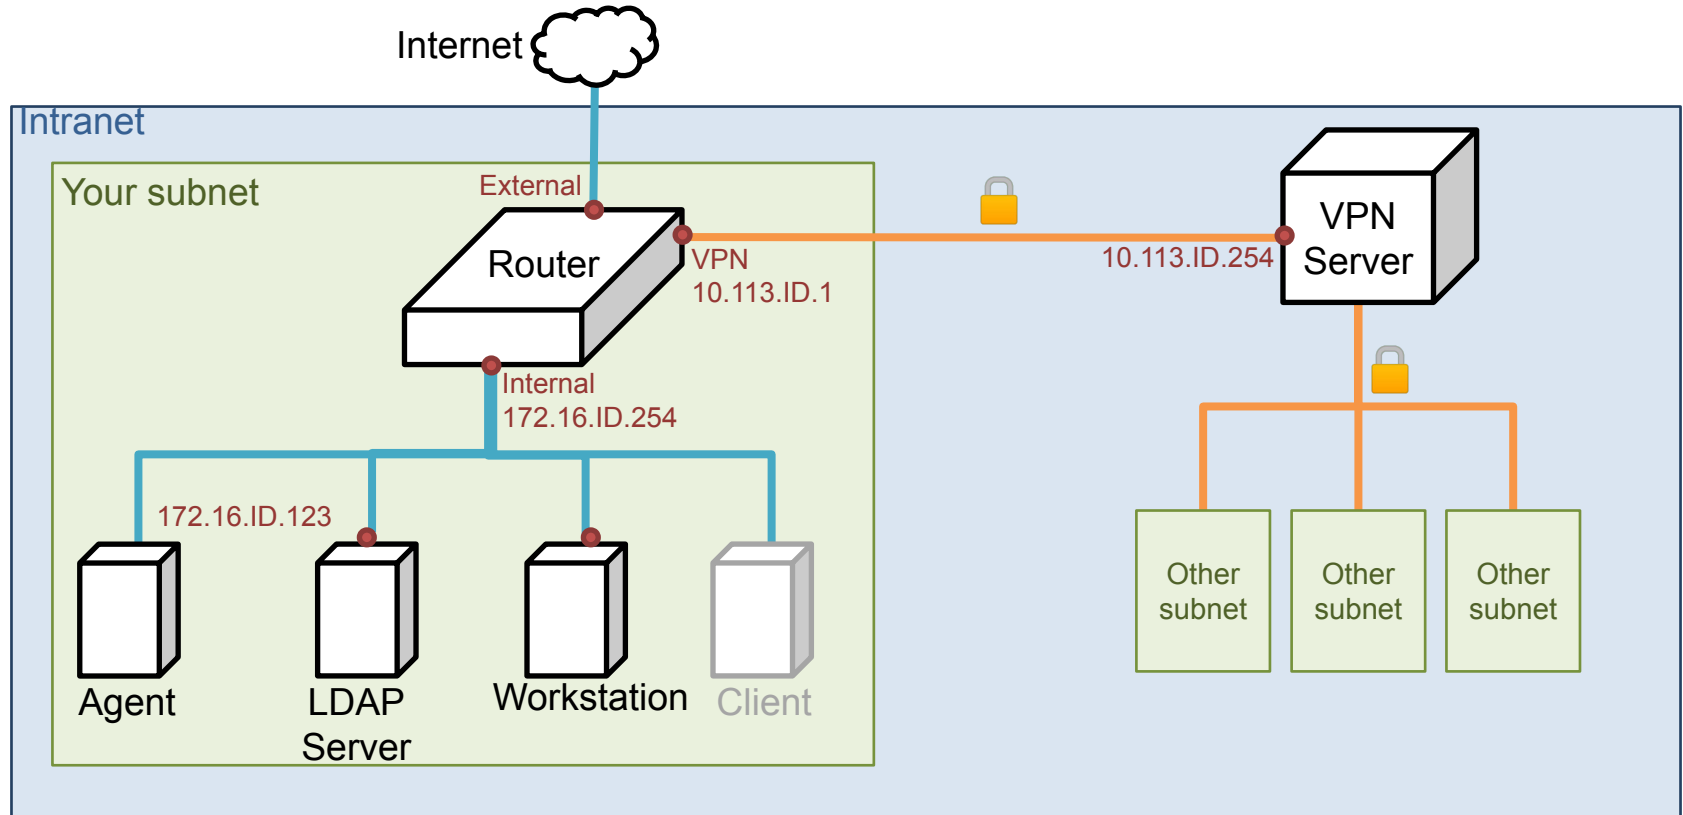 Internet
Intranet
Your subnet
External
Router
VPN
10.113.ID.1
10.113.ID.254
VPN
Server
Internal
172.16.ID.254
172.16.ID.123
Agent
LDAP
Server
Workstation
Client
Other
subnet
Other
subnet
Other
subnet